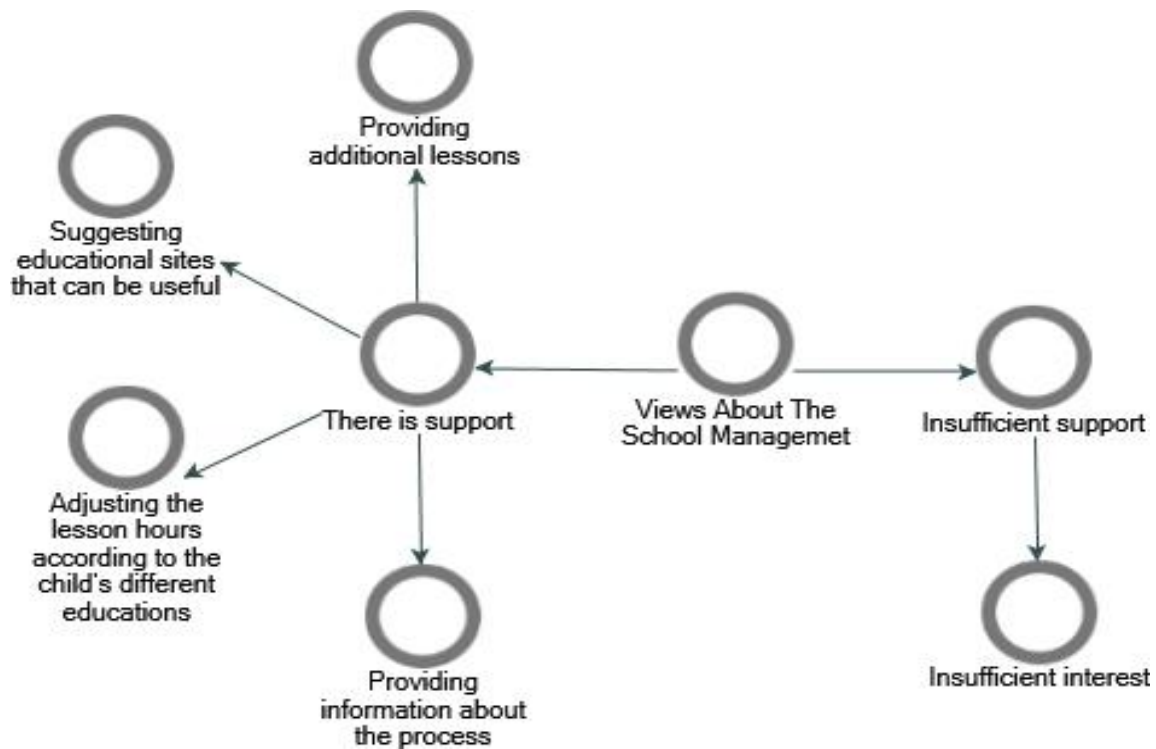 Providing
additional lessons
Suggesting
educational sites
that can be useful
There is support
Views About The
School Managemet
Insufficient support
Adjusting the
lesson hours
according to the
child's different
educations
Providing
information about
the process
Insufficient interest